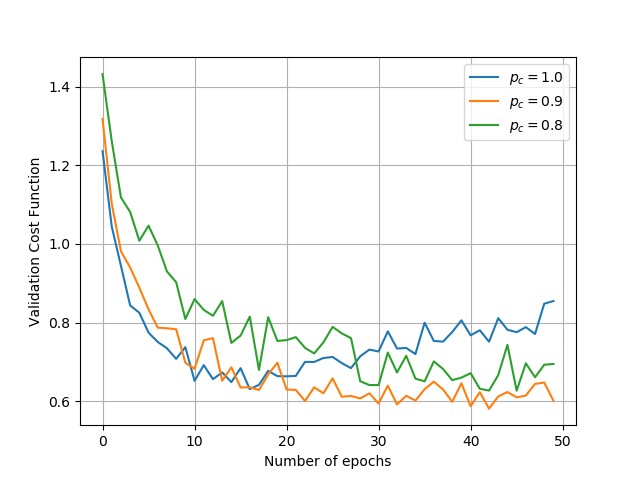 1.4
1.2
1.0
0.8
0.6
Validation Cost Function
0
10
20
30
40
50
Number of epochs
p_c = 1.0
p_c = 0.9
p_c = 0.8